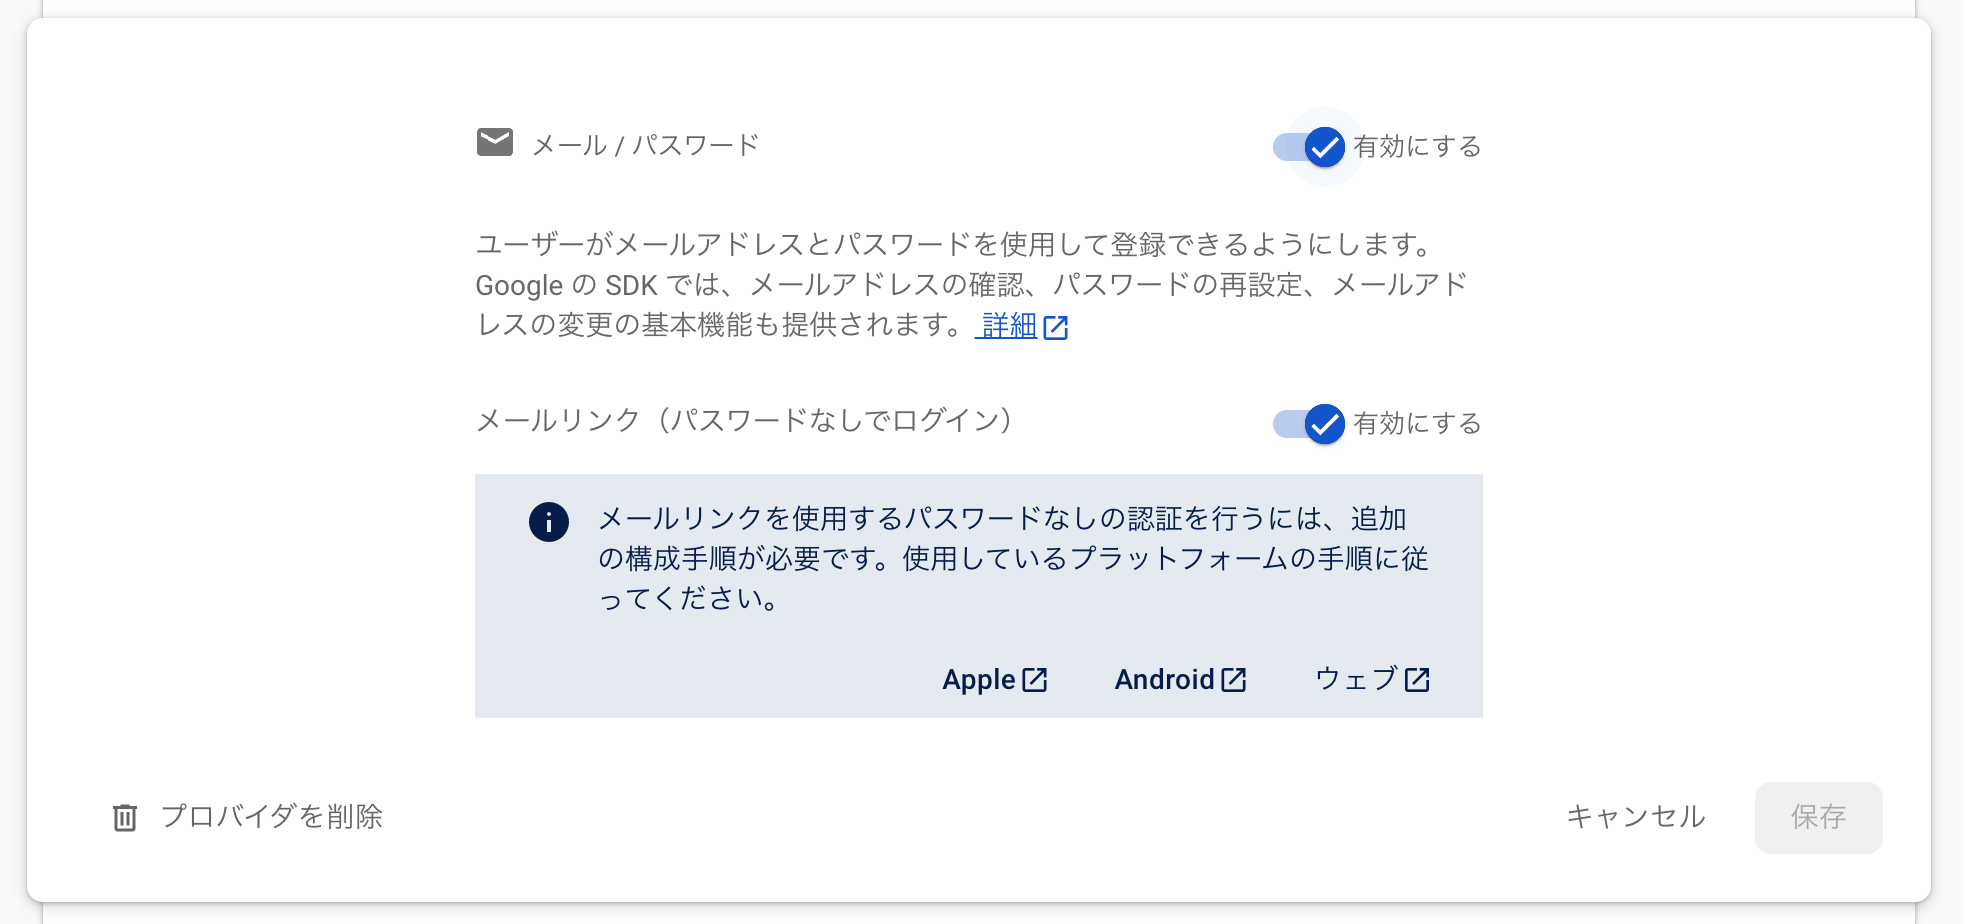 メール / パスワード
有効にする
ユーザーがメールアドレスとパスワードを使用して登録できるようにします。
Google の SDK では、メールアドレスの確認、パスワードの再設定、メールアド
レスの変更の基本機能も提供されます。 詳細
メールリンク（パスワードなしでログイン）
有効にする
メールリンクを使用するパスワードなしの認証を行うには、追加
の構成手順が必要です。使用しているプラットフォームの手順に従
ってください。
Apple
Android
ウェブ
プロバイダを削除
キャンセル
保存